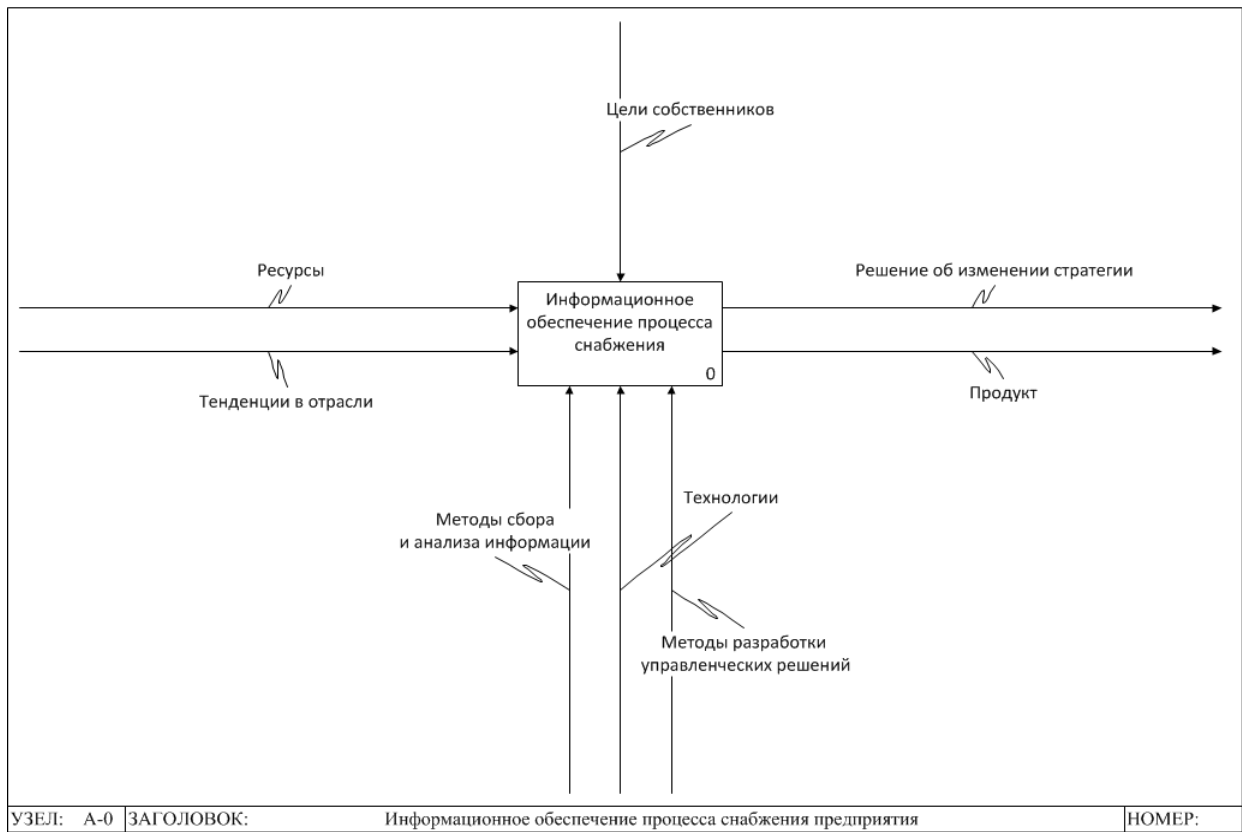 Цели собственников
Ресурсы
Решение об изменении стратегии
Информационное
обеспечение процесса
снабжения
0
Тенденции в отрасли
Продукт
Технологии
Методы сбора
и анализа информации
Методы разработки
управленческих решений
УЗЕЛ: А-0 ЗАГОЛОВОК: Информационное обеспечение процесса снабжения предприятия НОМЕР: